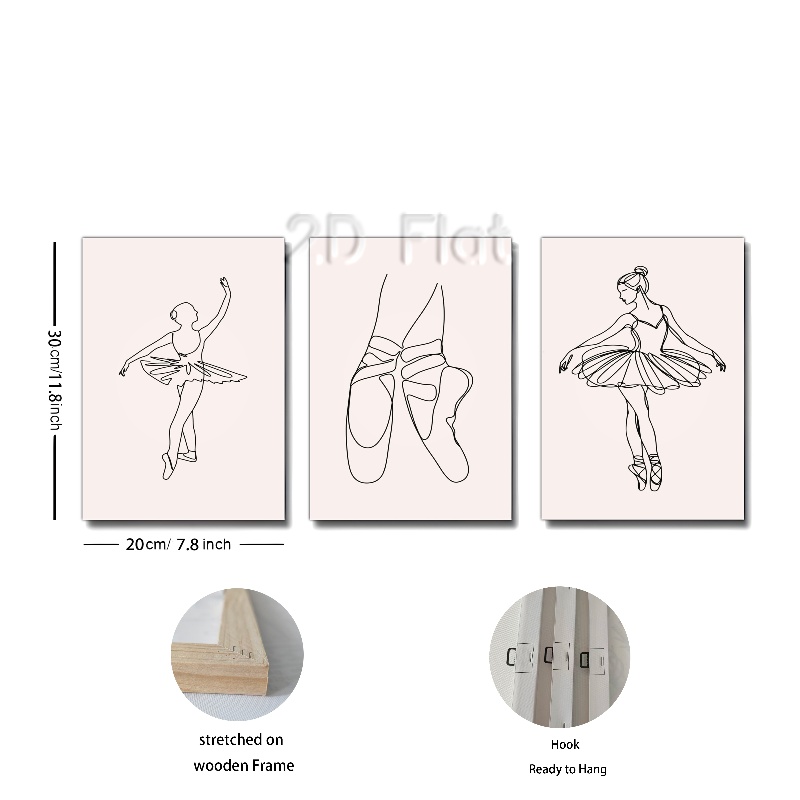 2D Flat
30cm/11.8inch
20cm/ 7.8 inch
stretched on
wooden Frame
Hook
Ready to Hang